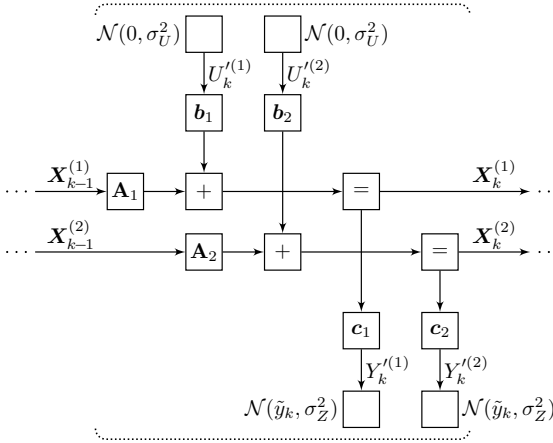 𝒩(0, σ_U^2) 𝒩(0, σ_U^2)
U′_k^{(1)} U′_k^{(2)}
b_1 b_2
⋯ X_{k−1}^{(1)} A_1 + = X_k^{(1)} ⋯
⋯ X_{k−1}^{(2)} A_2 + = X_k^{(2)} ⋯
c_1 c_2
Y′_k^{(1)} Y′_k^{(2)}
𝒩(ỹ_k, σ_Z^2) 𝒩(ỹ_k, σ_Z^2)